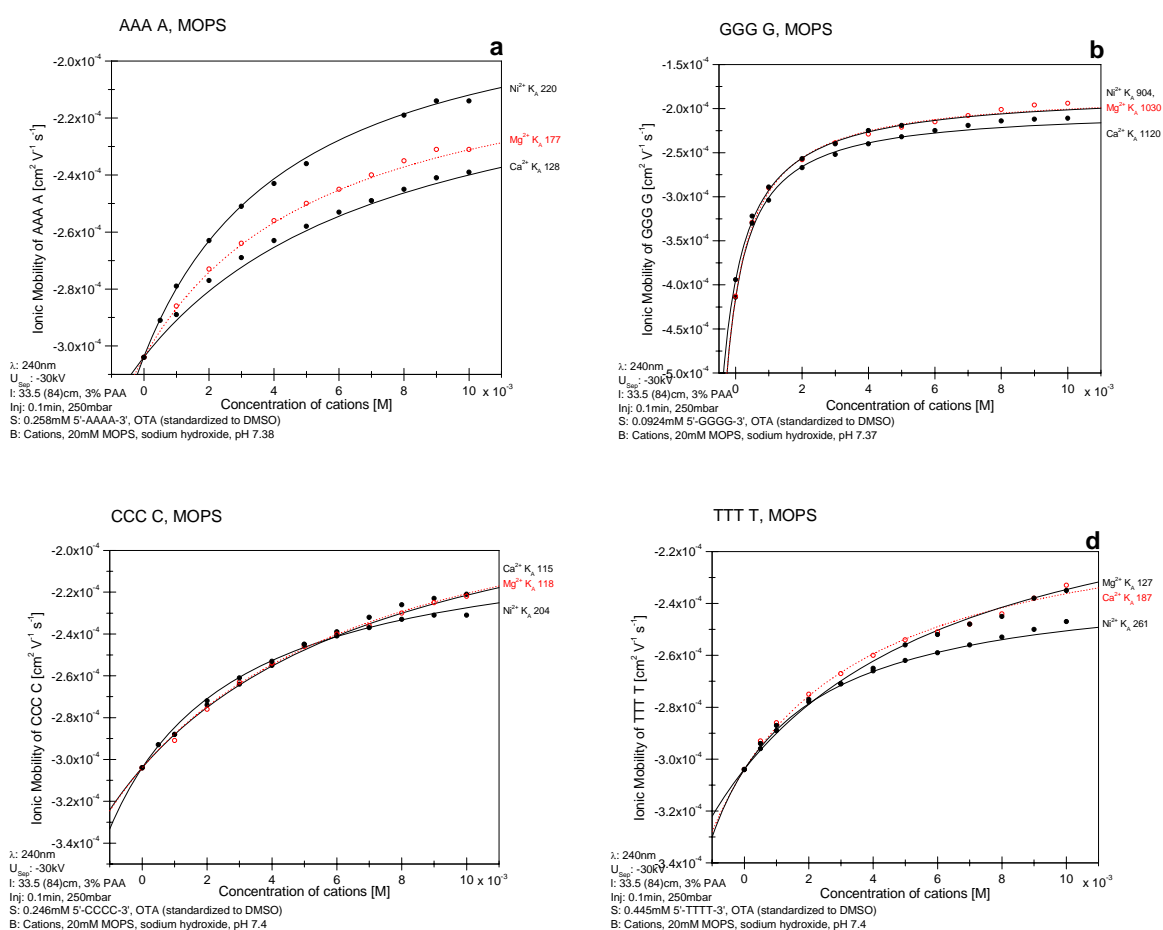 AAA A, MOPS
a
-2.0x10⁻⁴
-2.2x10⁻⁴
-2.4x10⁻⁴
-2.6x10⁻⁴
-2.8x10⁻⁴
-3.0x10⁻⁴
Ionic Mobility of AAA A [cm² V⁻¹ s⁻¹]
Ni²⁺ K_A 220
Mg²⁺ K_A 177
Ca²⁺ K_A 128
0 2 4 6 8 10 x 10⁻³
Concentration of cations [M]
λ: 240nm
U_Sep: -30kV
l: 33.5 (84)cm, 3% PAA
Inj: 0.1min, 250mbar
S: 0.258mM 5'-AAAA-3', OTA (standardized to DMSO)
B: Cations, 20mM MOPS, sodium hydroxide, pH 7.38
GGG G, MOPS
b
-1.5x10⁻⁴
-2.0x10⁻⁴
-2.5x10⁻⁴
-3.0x10⁻⁴
-3.5x10⁻⁴
-4.0x10⁻⁴
-4.5x10⁻⁴
-5.0x10⁻⁴
Ionic Mobility of GGG G [cm² V⁻¹ s⁻¹]
Ni²⁺ K_A 904,
Mg²⁺ K_A 1030
Ca²⁺ K_A 1120
0 2 4 6 8 10 x 10⁻³
Concentration of cations [M]
λ: 240nm
U_Sep: -30kV
l: 33.5 (84)cm, 3% PAA
Inj: 0.1min, 250mbar
S: 0.0924mM 5'-GGGG-3', OTA (standardized to DMSO)
B: Cations, 20mM MOPS, sodium hydroxide, pH 7.37
CCC C, MOPS
-2.0x10⁻⁴
-2.2x10⁻⁴
-2.4x10⁻⁴
-2.6x10⁻⁴
-2.8x10⁻⁴
-3.0x10⁻⁴
-3.2x10⁻⁴
-3.4x10⁻⁴
Ionic Mobility of CCC C [cm² V⁻¹ s⁻¹]
Ca²⁺ K_A 115
Mg²⁺ K_A 118
Ni²⁺ K_A 204
0 2 4 6 8 10 x 10⁻³
Concentration of cations [M]
λ: 240nm
U_Sep: -30kV
l: 33.5 (84)cm, 3% PAA
Inj: 0.1min, 250mbar
S: 0.246mM 5'-CCCC-3', OTA (standardized to DMSO)
B: Cations, 20mM MOPS, sodium hydroxide, pH 7.4
TTT T, MOPS
d
-2.2x10⁻⁴
-2.4x10⁻⁴
-2.6x10⁻⁴
-2.8x10⁻⁴
-3.0x10⁻⁴
-3.2x10⁻⁴
-3.4x10⁻⁴
Ionic Mobility of TTT T [cm² V⁻¹ s⁻¹]
Mg²⁺ K_A 127
Ca²⁺ K_A 187
Ni²⁺ K_A 261
0 2 4 6 8 10 x 10⁻³
Concentration of cations [M]
λ: 240nm
U_Sep: -30kV
l: 33.5 (84)cm, 3% PAA
Inj: 0.1min, 250mbar
S: 0.445mM 5'-TTTT-3', OTA (standardized to DMSO)
B: Cations, 20mM MOPS, sodium hydroxide, pH 7.4